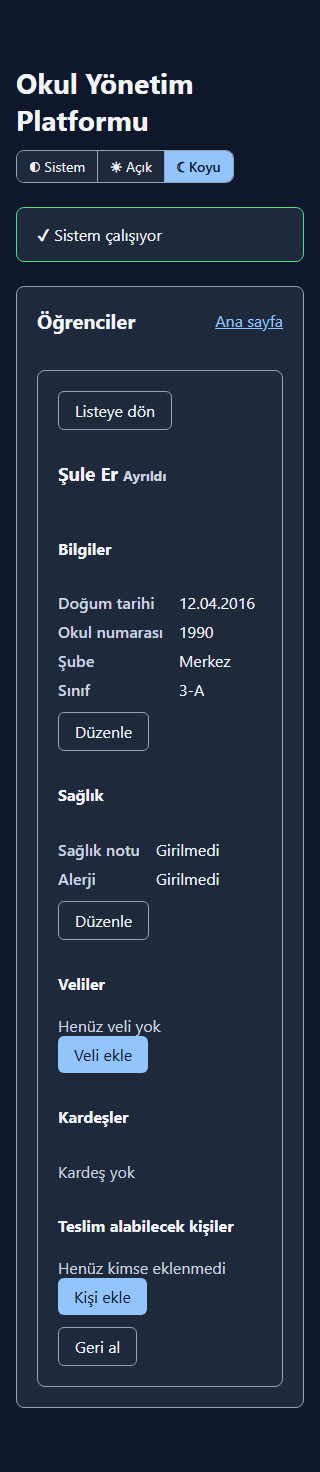 Okul Yönetim
Platformu
Sistem
Açık
Koyu
✓ Sistem çalışıyor
Öğrenciler
Ana sayfa
Listeye dön
Şule Er Ayrıldı
Bilgiler
Doğum tarihi 12.04.2016
Okul numarası 1990
Şube Merkez
Sınıf 3-A
Düzenle
Sağlık
Sağlık notu Girilmedi
Alerji Girilmedi
Düzenle
Veliler
Henüz veli yok
Veli ekle
Kardeşler
Kardeş yok
Teslim alabilecek kişiler
Henüz kimse eklenmedi
Kişi ekle
Geri al